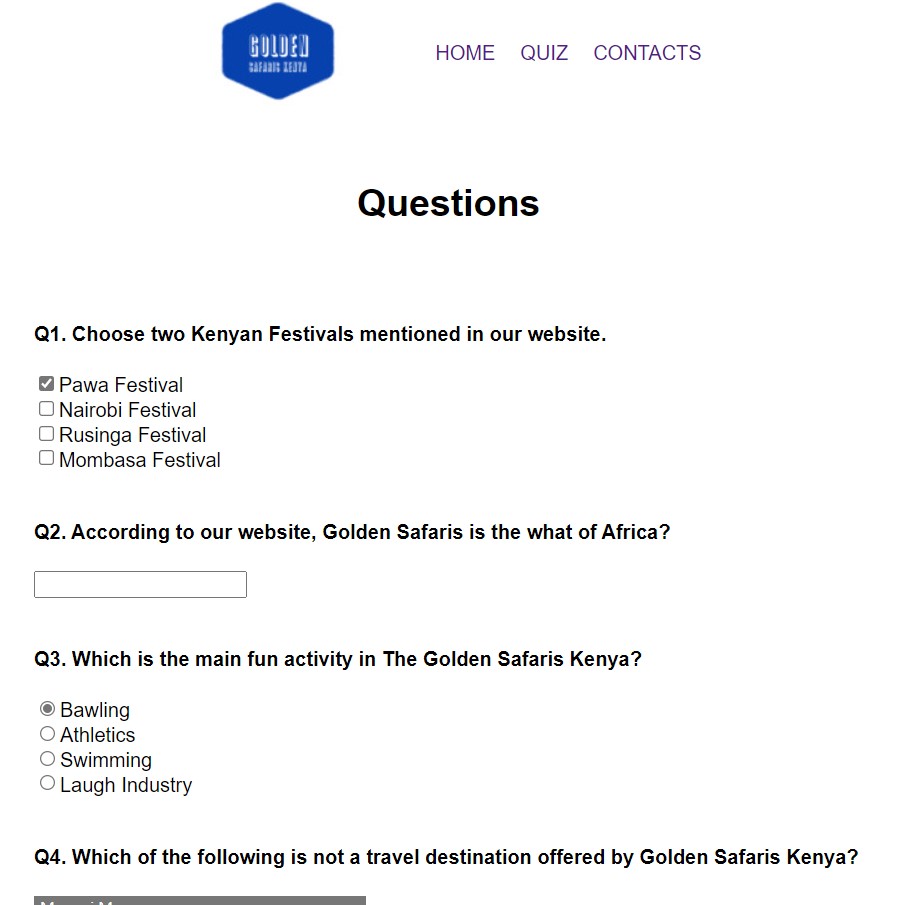 GOLDEN
SAFARIS KENYA
HOME QUIZ CONTACTS
Questions
Q1. Choose two Kenyan Festivals mentioned in our website.
Pawa Festival
Nairobi Festival
Rusinga Festival
Mombasa Festival
Q2. According to our website, Golden Safaris is the what of Africa?
Q3. Which is the main fun activity in The Golden Safaris Kenya?
Bawling
Athletics
Swimming
Laugh Industry
Q4. Which of the following is not a travel destination offered by Golden Safaris Kenya?